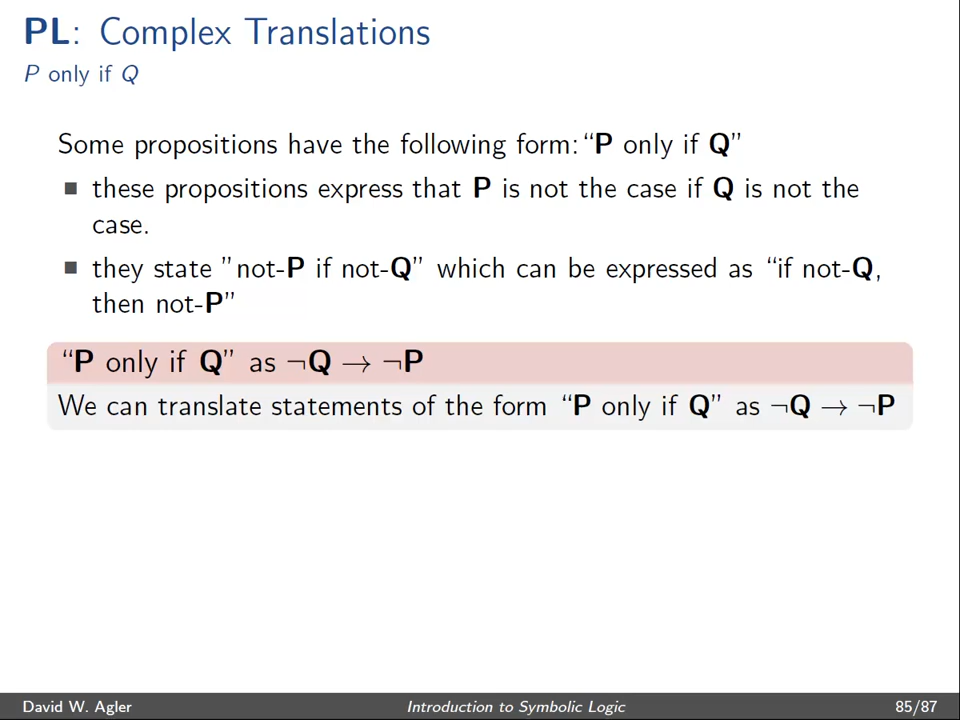 PL: Complex Translations
P only if Q
Some propositions have the following form: “P only if Q”
these propositions express that P is not the case if Q is not the
case.
they state ”not-P if not-Q” which can be expressed as “if not-Q,
then not-P”
“P only if Q” as ¬Q → ¬P
We can translate statements of the form “P only if Q” as ¬Q → ¬P
David W. Agler Introduction to Symbolic Logic 85/87